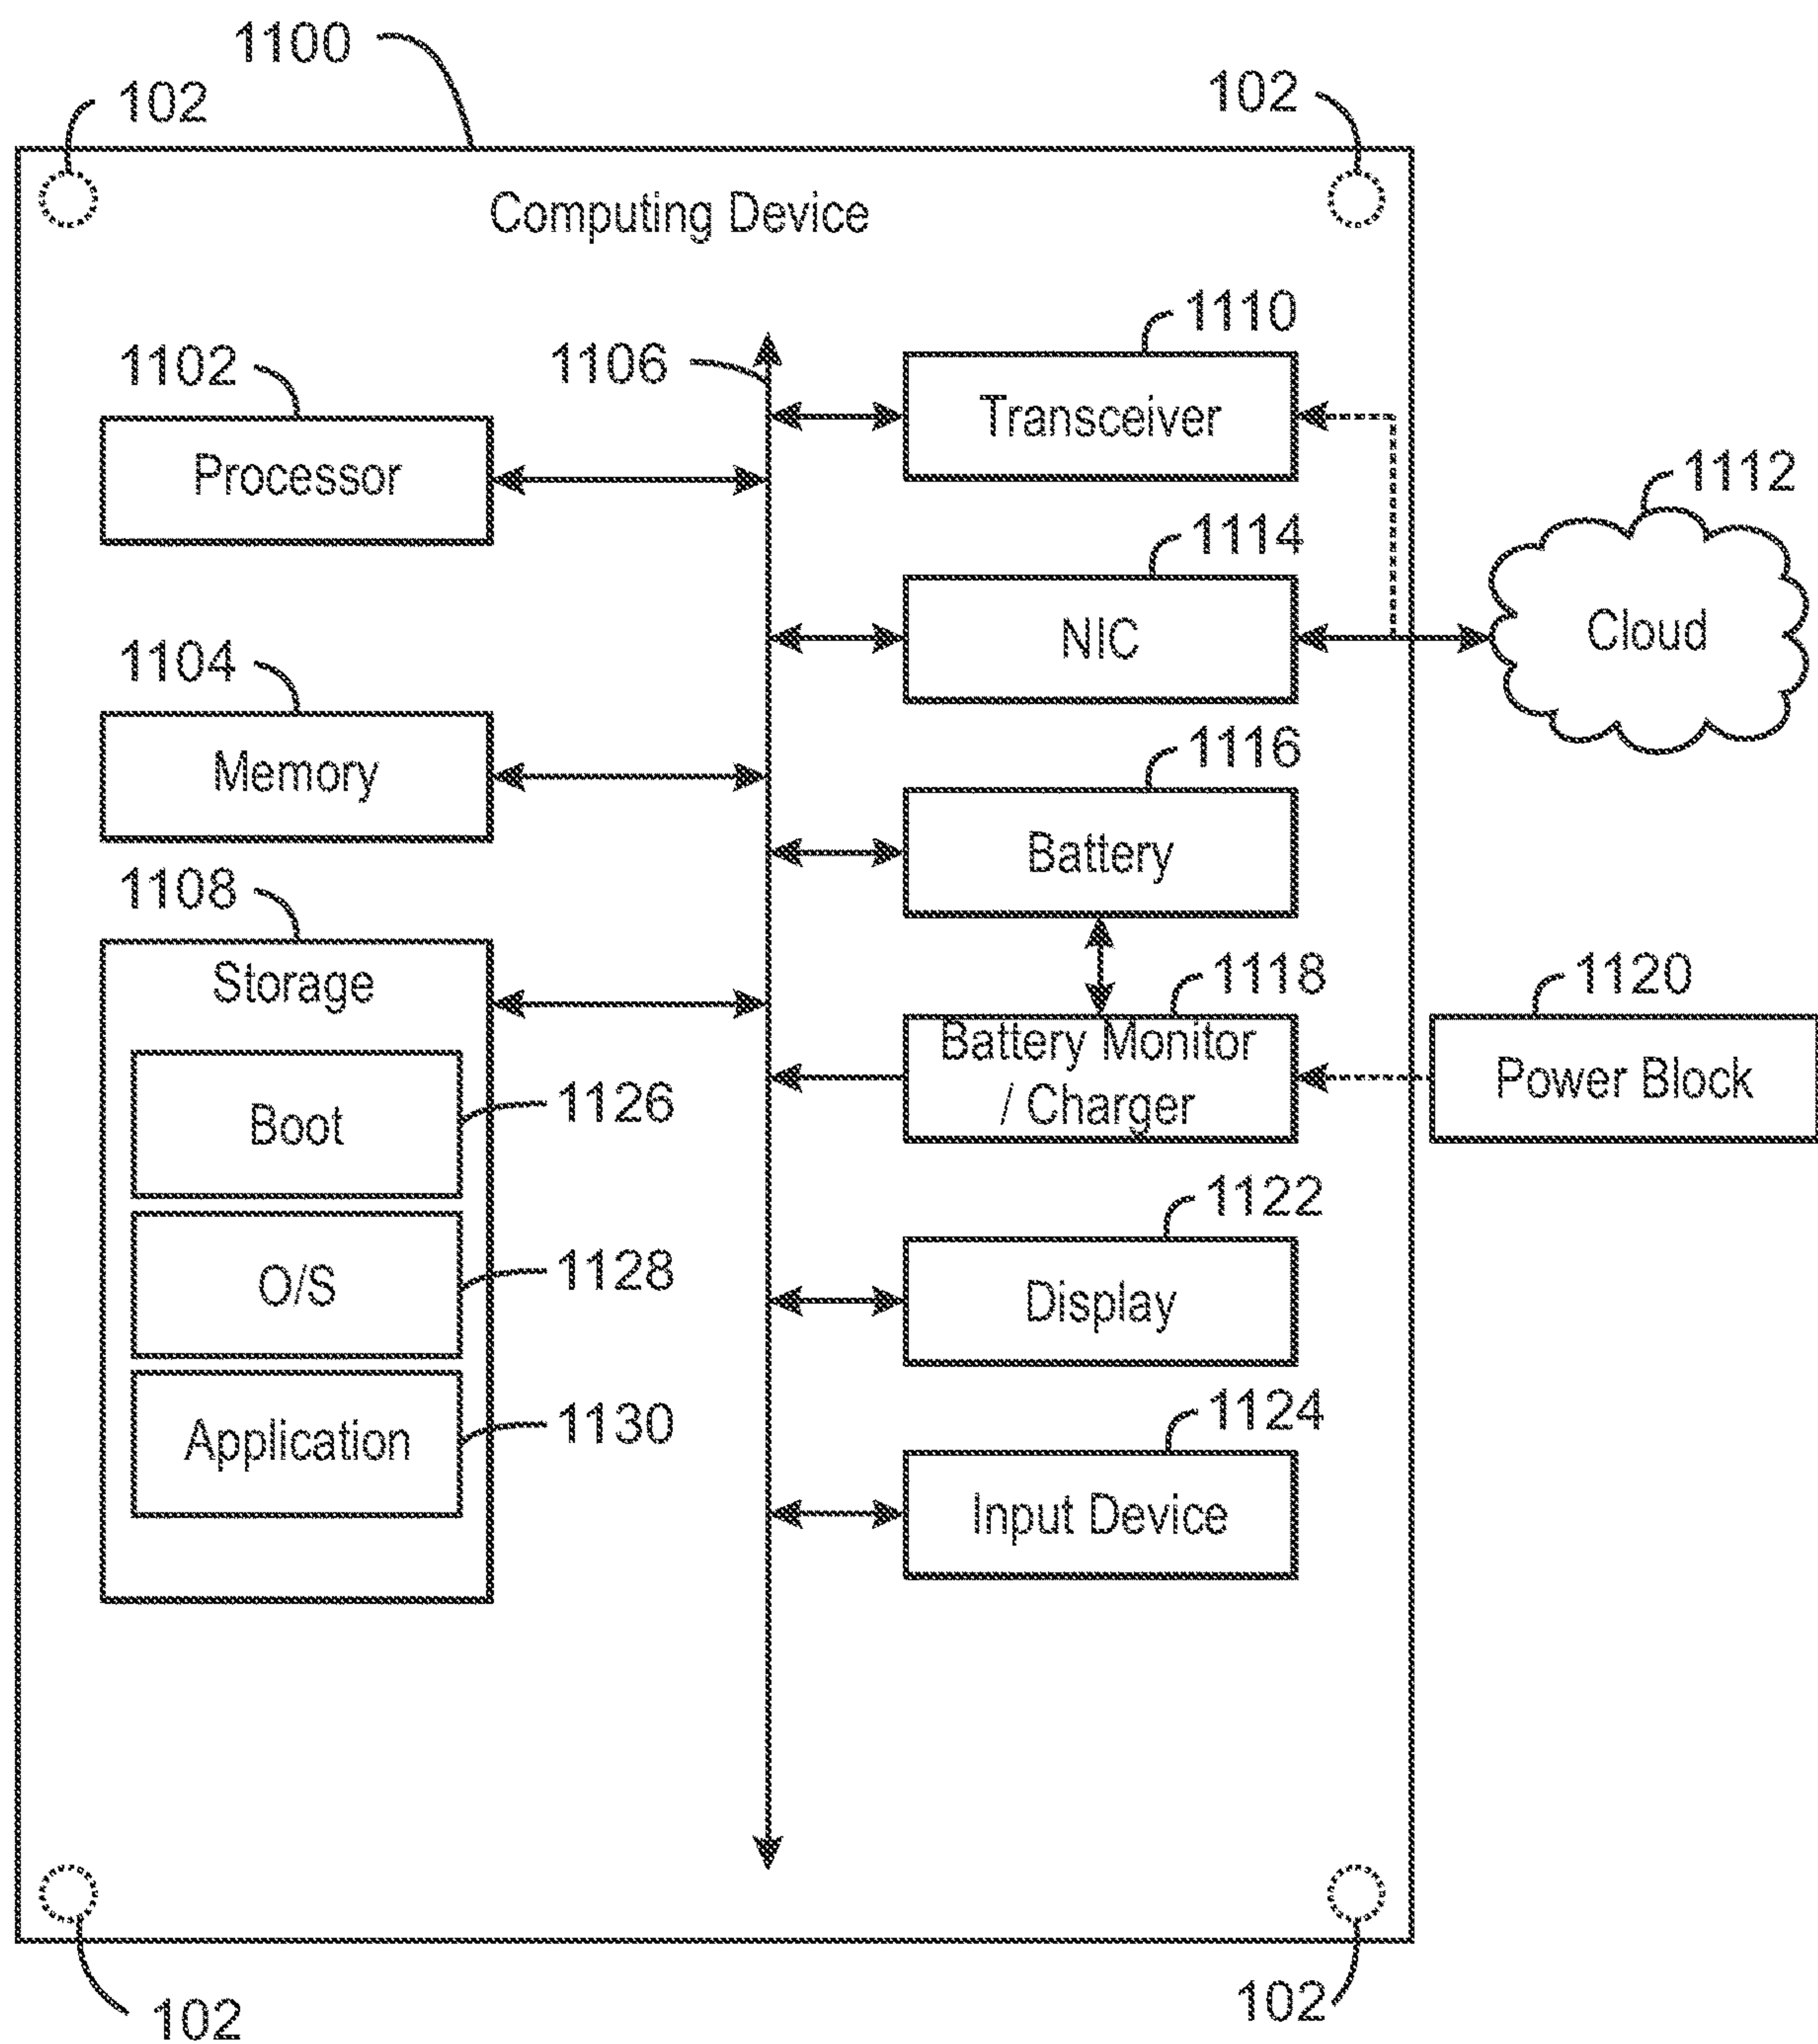 1100
102
102
Computing Device
1110
1106
1102
Transceiver
Processor
1112
1114
Cloud
NIC
1104
1116
Memory
Battery
1108
Storage
1118
1120
Battery Monitor
/ Charger
Power Block
1126
Boot
1122
1128
O/S
Display
1124
1130
Application
Input Device
102
102